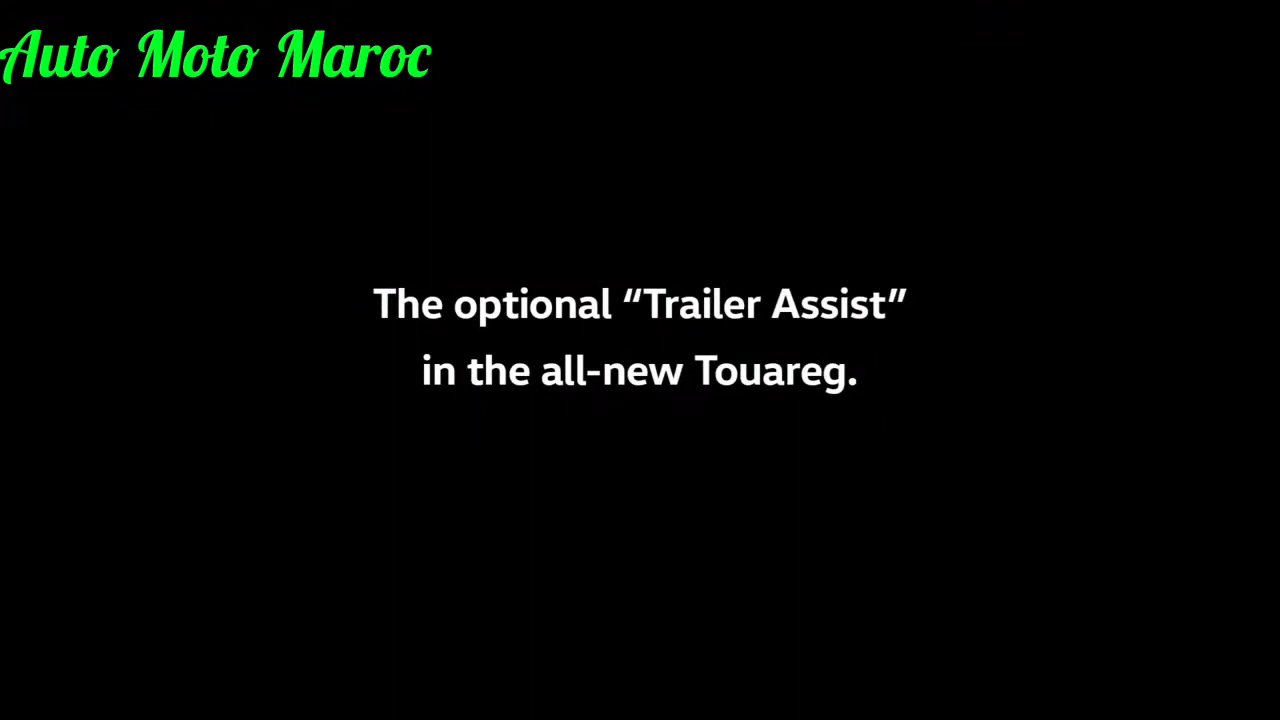 Auto Moto Maroc
The optional “Trailer Assist”
in the all-new Touareg.